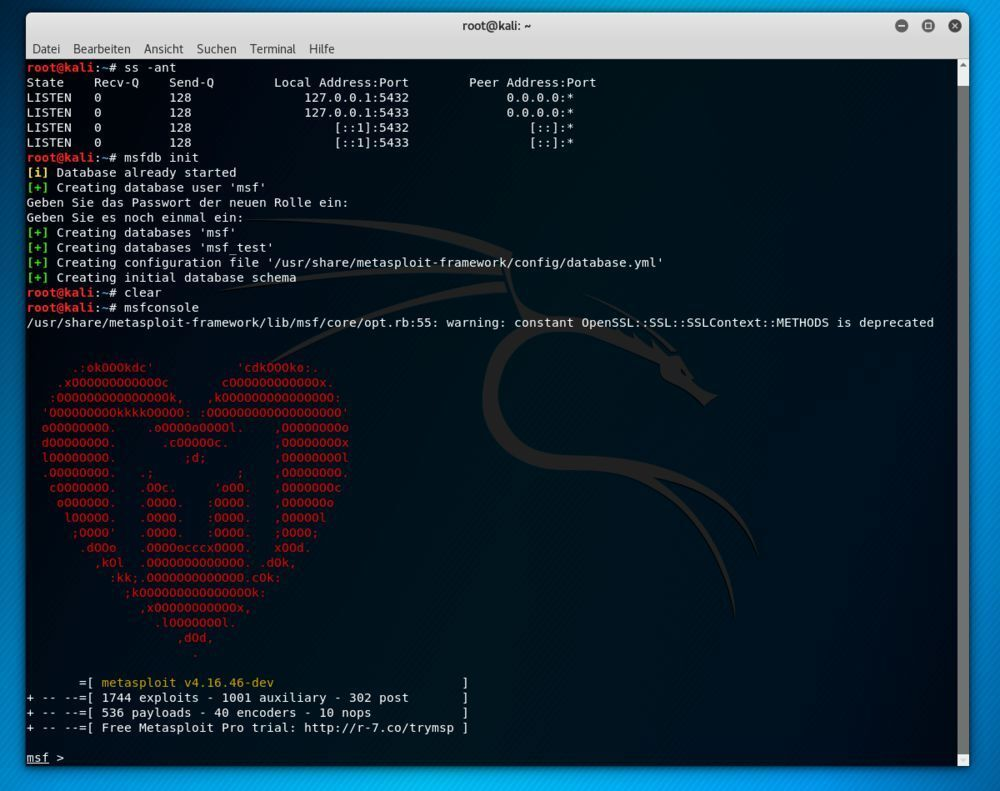 root@kali: ~
Datei Bearbeiten Ansicht Suchen Terminal Hilfe
root@kali:~# ss -ant
State Recv-Q Send-Q Local Address:Port Peer Address:Port
LISTEN 0 128 127.0.0.1:5432 0.0.0.0:*
LISTEN 0 128 127.0.0.1:5433 0.0.0.0:*
LISTEN 0 128 [::1]:5432 [::]:*
LISTEN 0 128 [::1]:5433 [::]:*
root@kali:~# msfdb init
[i] Database already started
[+] Creating database user 'msf'
Geben Sie das Passwort der neuen Rolle ein:
Geben Sie es noch einmal ein:
[+] Creating databases 'msf'
[+] Creating databases 'msf_test'
[+] Creating configuration file '/usr/share/metasploit-framework/config/database.yml'
[+] Creating initial database schema
root@kali:~# clear
root@kali:~# msfconsole
/usr/share/metasploit-framework/lib/msf/core/opt.rb:55: warning: constant OpenSSL::SSL::SSLContext::METHODS is deprecated
.:okOOOkdc' 'cdkOOOko:.
.xOOOOOOOOOOOOc cOOOOOOOOOOOOx.
:OOOOOOOOOOOOOOOk, ,kOOOOOOOOOOOOOOO:
'OOOOOOOOOkkkkOOOOO: :OOOOOOOOOOOOOOOOOO'
oOOOOOOOO. .oOOOOoOOOOl. ,OOOOOOOOo
dOOOOOOOO. .cOOOOOc. ,OOOOOOOOx
lOOOOOOOO. ;d; ,OOOOOOOOl
.OOOOOOOO. .; ; ,OOOOOOOO.
cOOOOOOO. .OOc. 'oOO. ,OOOOOOOc
oOOOOOO. .OOOO. :OOOO. ,OOOOOOo
lOOOOO. .OOOO. :OOOO. ,OOOOOl
;OOOO' .OOOO. :OOOO. ;OOOO;
.dOOo .OOOOocccxOOOO. xOOd.
,kOl .OOOOOOOOOOOOO. .dOk,
:kk;.OOOOOOOOOOOOO.cOk:
;kOOOOOOOOOOOOOOOk:
,xOOOOOOOOOOOx,
.lOOOOOOOl.
,dOd,
.
=[ metasploit v4.16.46-dev ]
+ -- --=[ 1744 exploits - 1001 auxiliary - 302 post ]
+ -- --=[ 536 payloads - 40 encoders - 10 nops ]
+ -- --=[ Free Metasploit Pro trial: http://r-7.co/trymsp ]
msf >